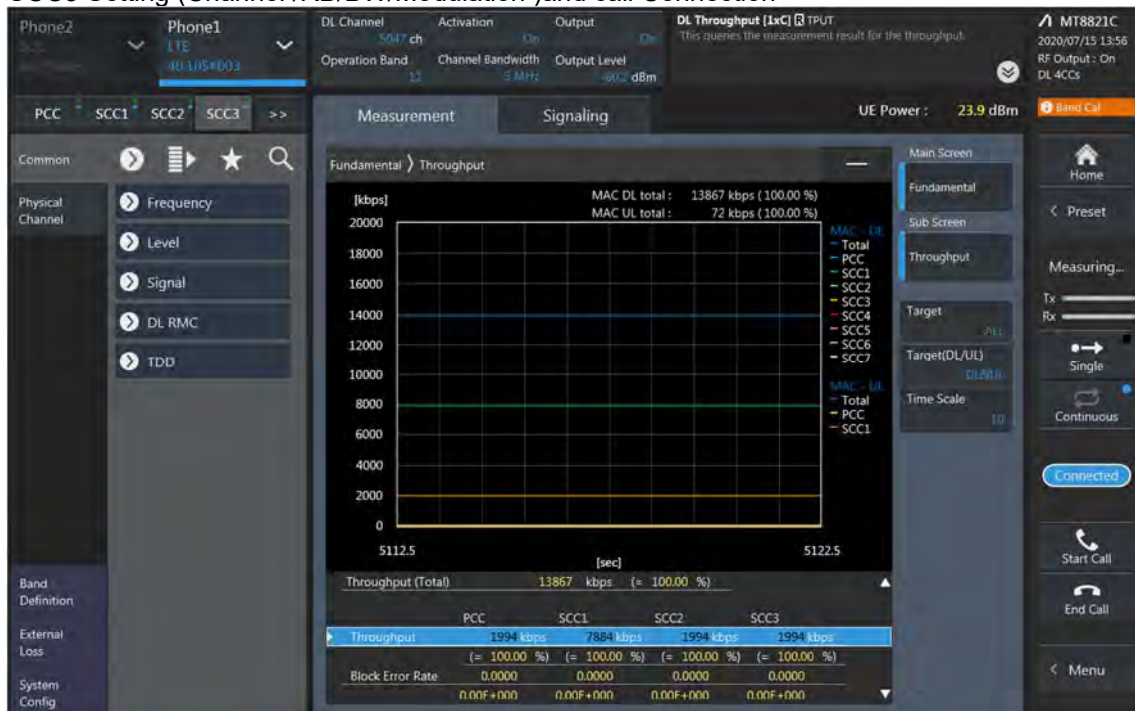 SCC3 Setting (Channel/
Phone2
Phone1
LTE
DL Channel
5047 ch
Activation
On
Output
On
Operation Band
12
Channel Bandwidth
5 MHz
Output Level
-60.2 dBm
DL Throughput [1xC] R TPUT
This queries the measurement result for the throughput.
MT8821C
2020/07/15 13:56
RF Output : On
DL 4CCs
PCC
SCC1
SCC2
SCC3
>>
Measurement
Signaling
UE Power : 23.9 dBm
Band Cal
Common
Physical
Channel
Frequency
Level
Signal
DL RMC
TDD
Band
Definition
External
Loss
System
Config
Fundamental
Throughput
[kbps]
MAC DL total : 13867 kbps ( 100.00 %)
MAC UL total : 72 kbps ( 100.00 %)
20000
18000
16000
14000
12000
10000
8000
6000
4000
2000
0
5112.5
5122.5
[sec]
MAC - DL
Total
PCC
SCC1
SCC2
SCC3
SCC4
SCC5
SCC6
SCC7
MAC - UL
Total
PCC
SCC1
Throughput (Total) 13867 kbps (= 100.00 %)
PCC SCC1 SCC2 SCC3
Throughput 1994 kbps 7884 kbps 1994 kbps 1994 kbps
(= 100.00 %) (= 100.00 %) (= 100.00 %) (= 100.00 %)
Block Error Rate 0.0000 0.0000 0.0000 0.0000
0.00E+000 0.00E+000 0.00E+000 0.00E+000
Main Screen
Fundamental
Sub Screen
Throughput
Target
ALL
Target(DL/UL)
DL/UL
Time Scale
10
Home
< Preset
Measuring...
Tx
Rx
Single
Continuous
Connected
Start Call
End Call
< Menu